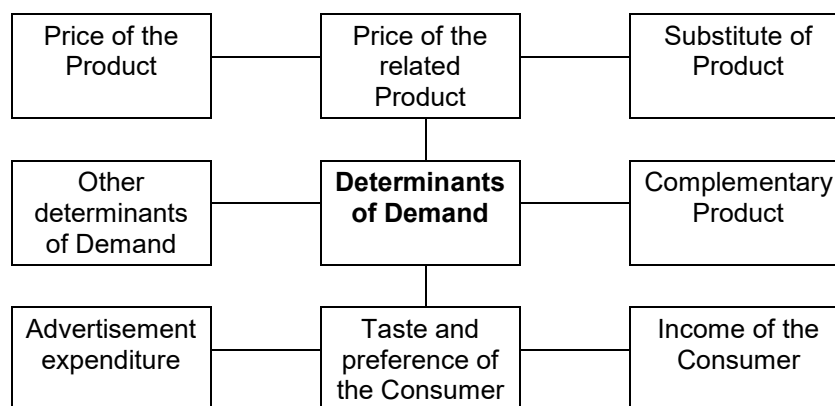 Price of the
Product
Price of the
related
Product
Substitute of
Product
Other
determinants
of Demand
Determinants
of Demand
Complementary
Product
Advertisement
expenditure
Taste and
preference of
the Consumer
Income of the
Consumer